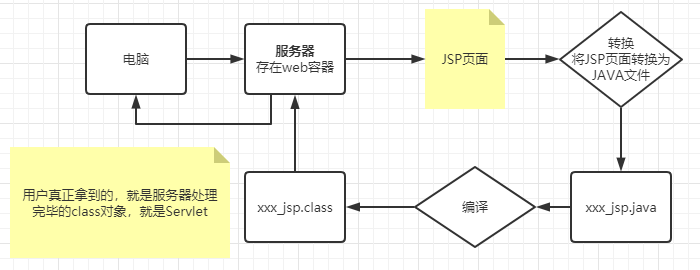 电脑
服务器
存在web容器
JSP页面
转换
将JSP页面转换为
JAVA文件
用户真正拿到的，就是服务器处理
完毕的class对象，就是Servlet
xxx_jsp.class
编译
xxx_jsp.java